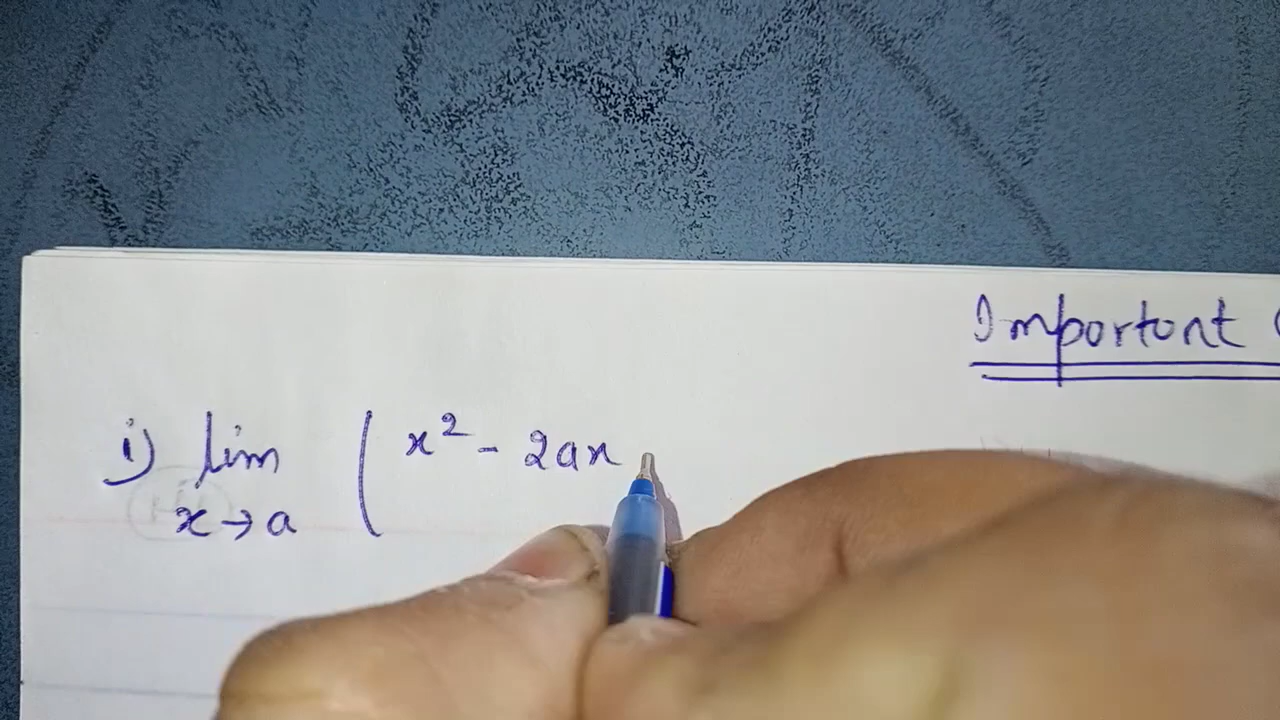 Important
i) lim ( x² - 2ax
x → a